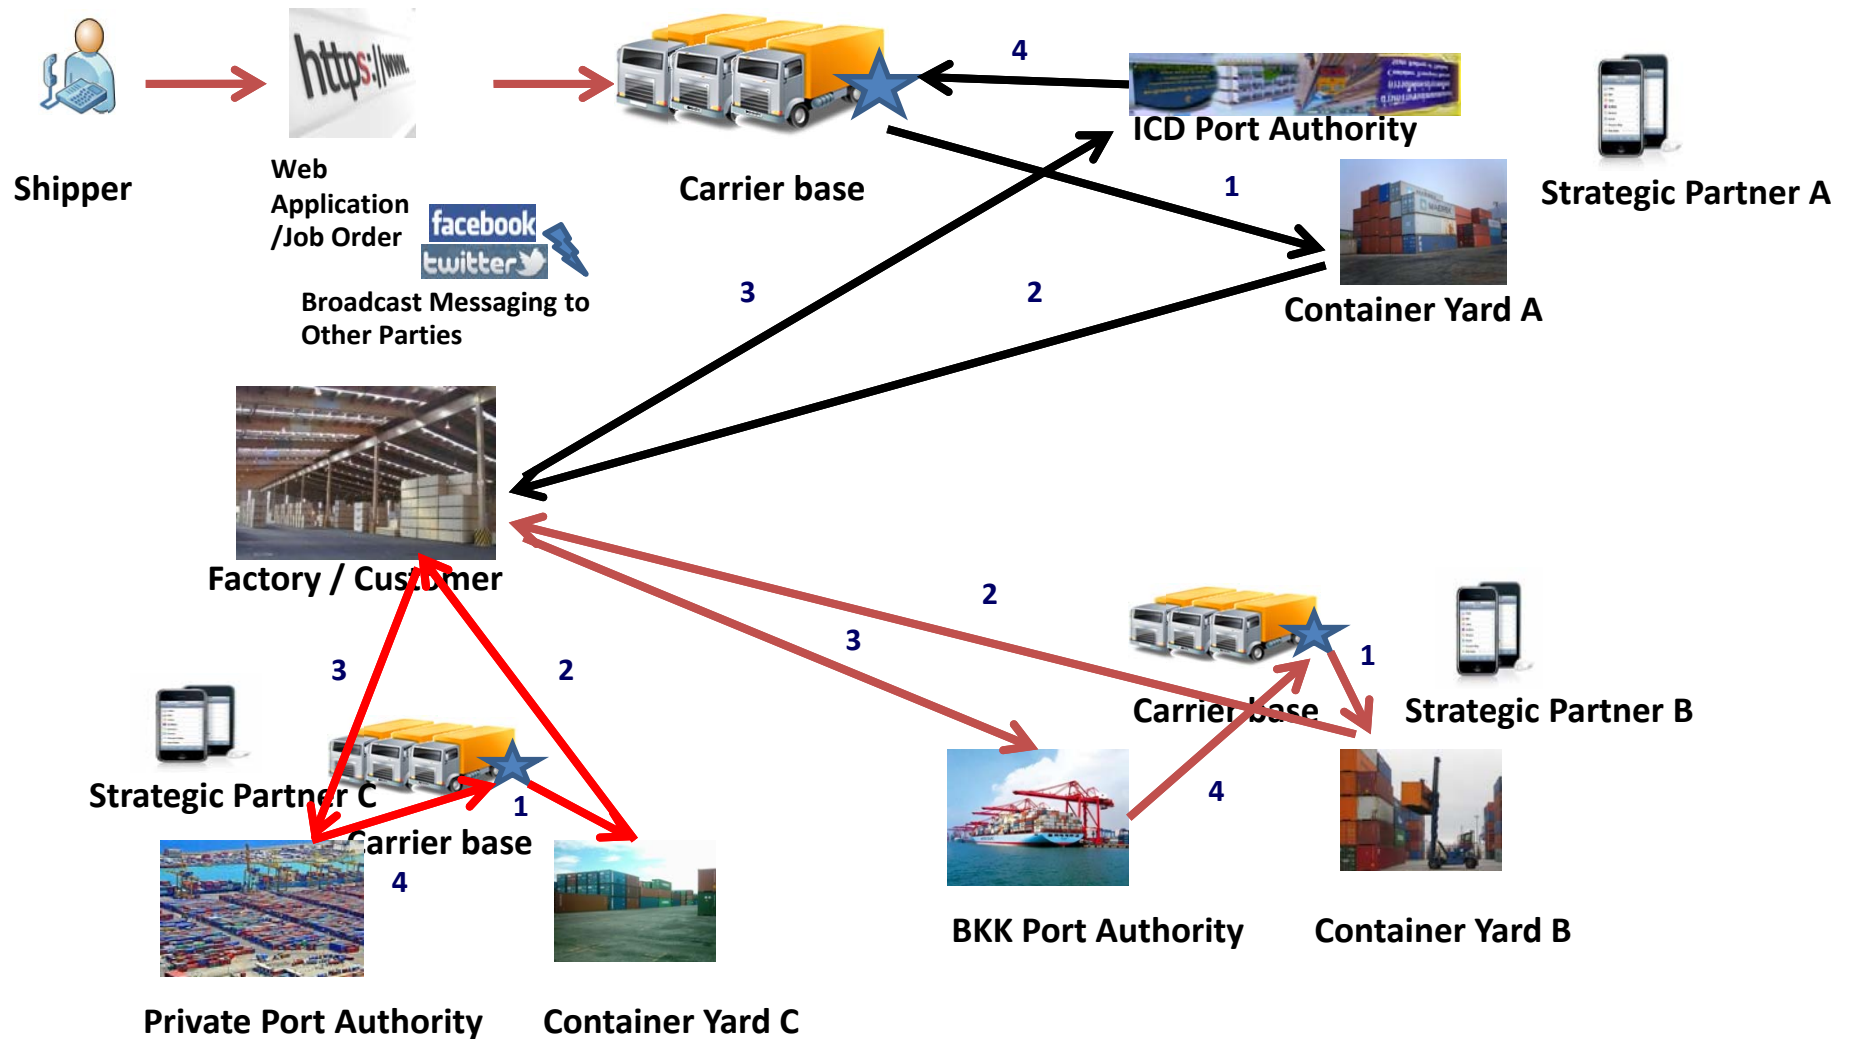 https://www.
4
ICD Port Authority
Shipper
Web
Application
/Job Order
Carrier base
1
Strategic Partner A
facebook
twitter
Broadcast Messaging to
Other Parties
3
2
Container Yard A
Factory / Customer
2
3
1
3
2
Carrier base
Strategic Partner B
Strategic Partner C
1
4
Carrier base
4
BKK Port Authority
Container Yard B
Private Port Authority
Container Yard C